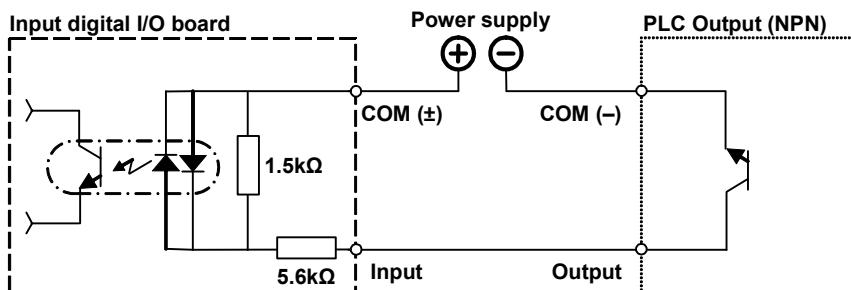 Input digital I/O board
Power supply
PLC Output (NPN)
+
−
COM (±)
COM (–)
1.5kΩ
5.6kΩ
Input
Output